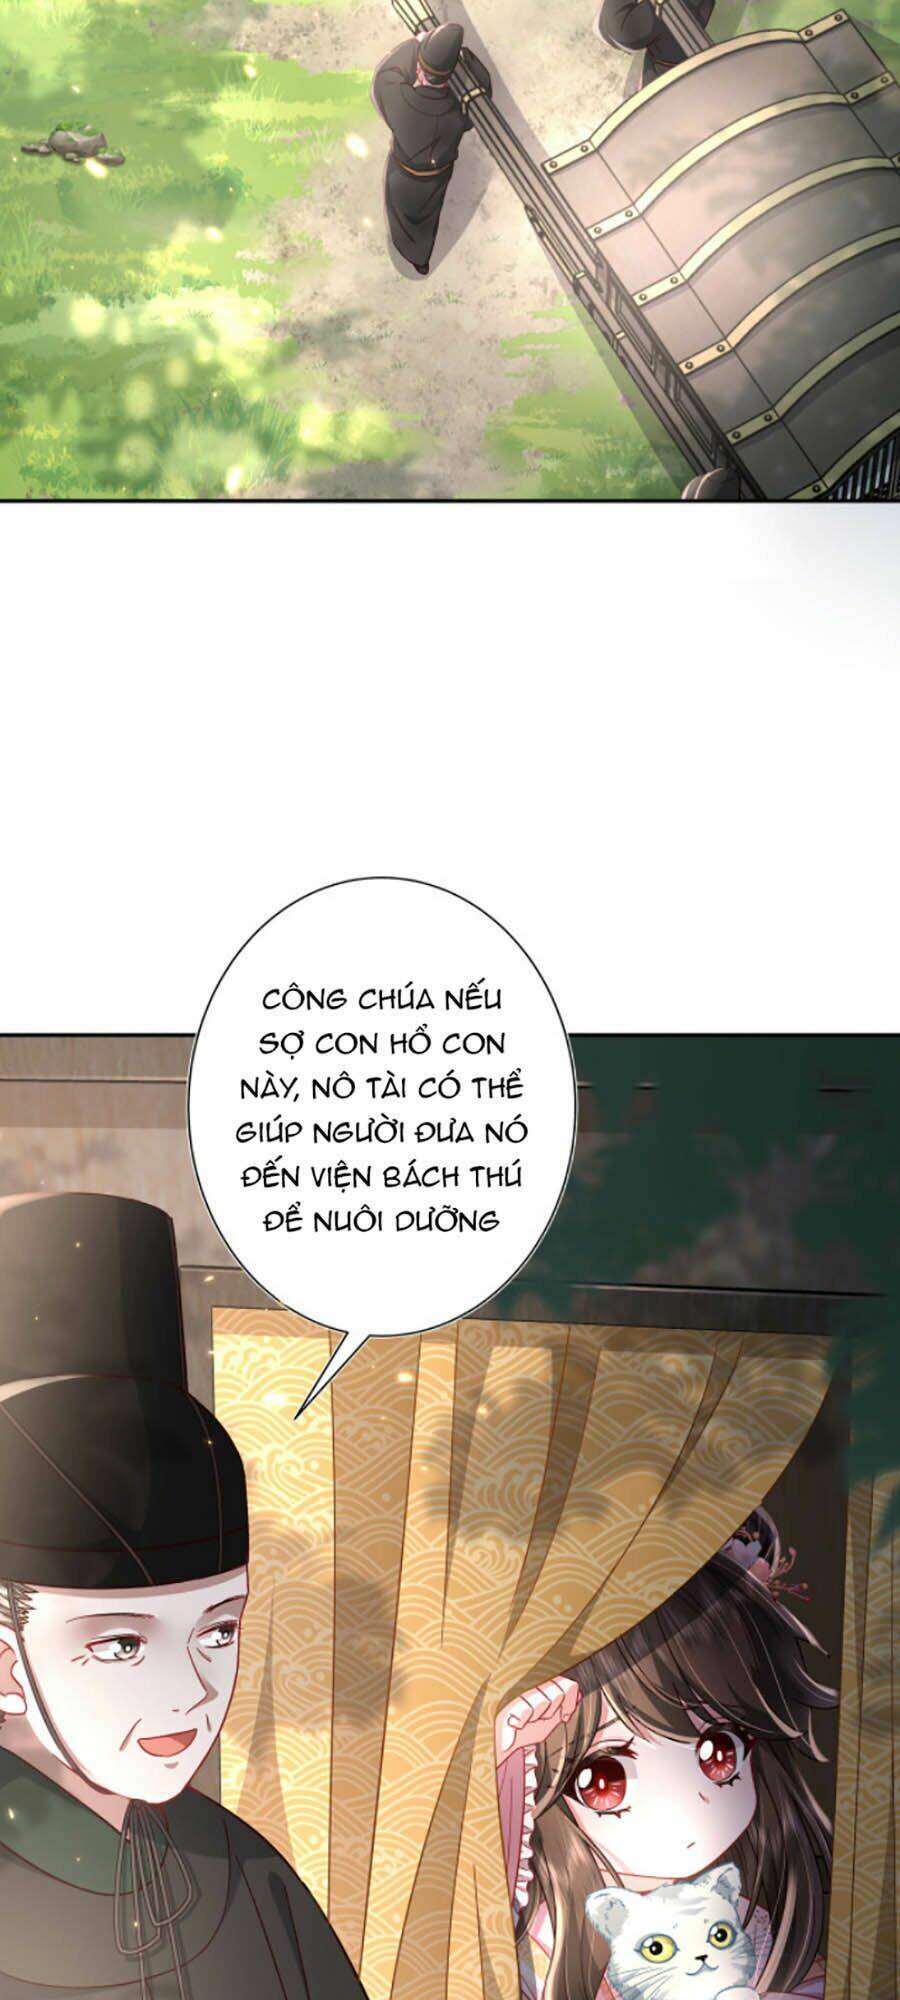 CÔNG CHÚA NẾU
SỢ CON HỔ CON
NÀY, NÔ TÀI CÓ THỂ
GIÚP NGƯỜI ĐƯA NÓ
ĐẾN VIỆN BÁCH THÚ
ĐỂ NUÔI DƯỠNG